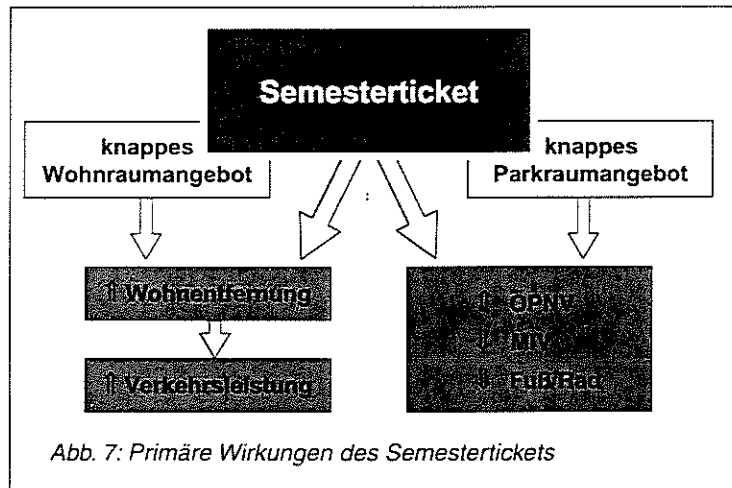 Semesterticket
knappes
Wohnraumangebot
knappes
Parkraumangebot
⇑ Wohnentfernung
⇑ Verkehrsleistung
ÖPNV
MIV
Fuß/Rad
Abb. 7: Primäre Wirkungen des Semestertickets